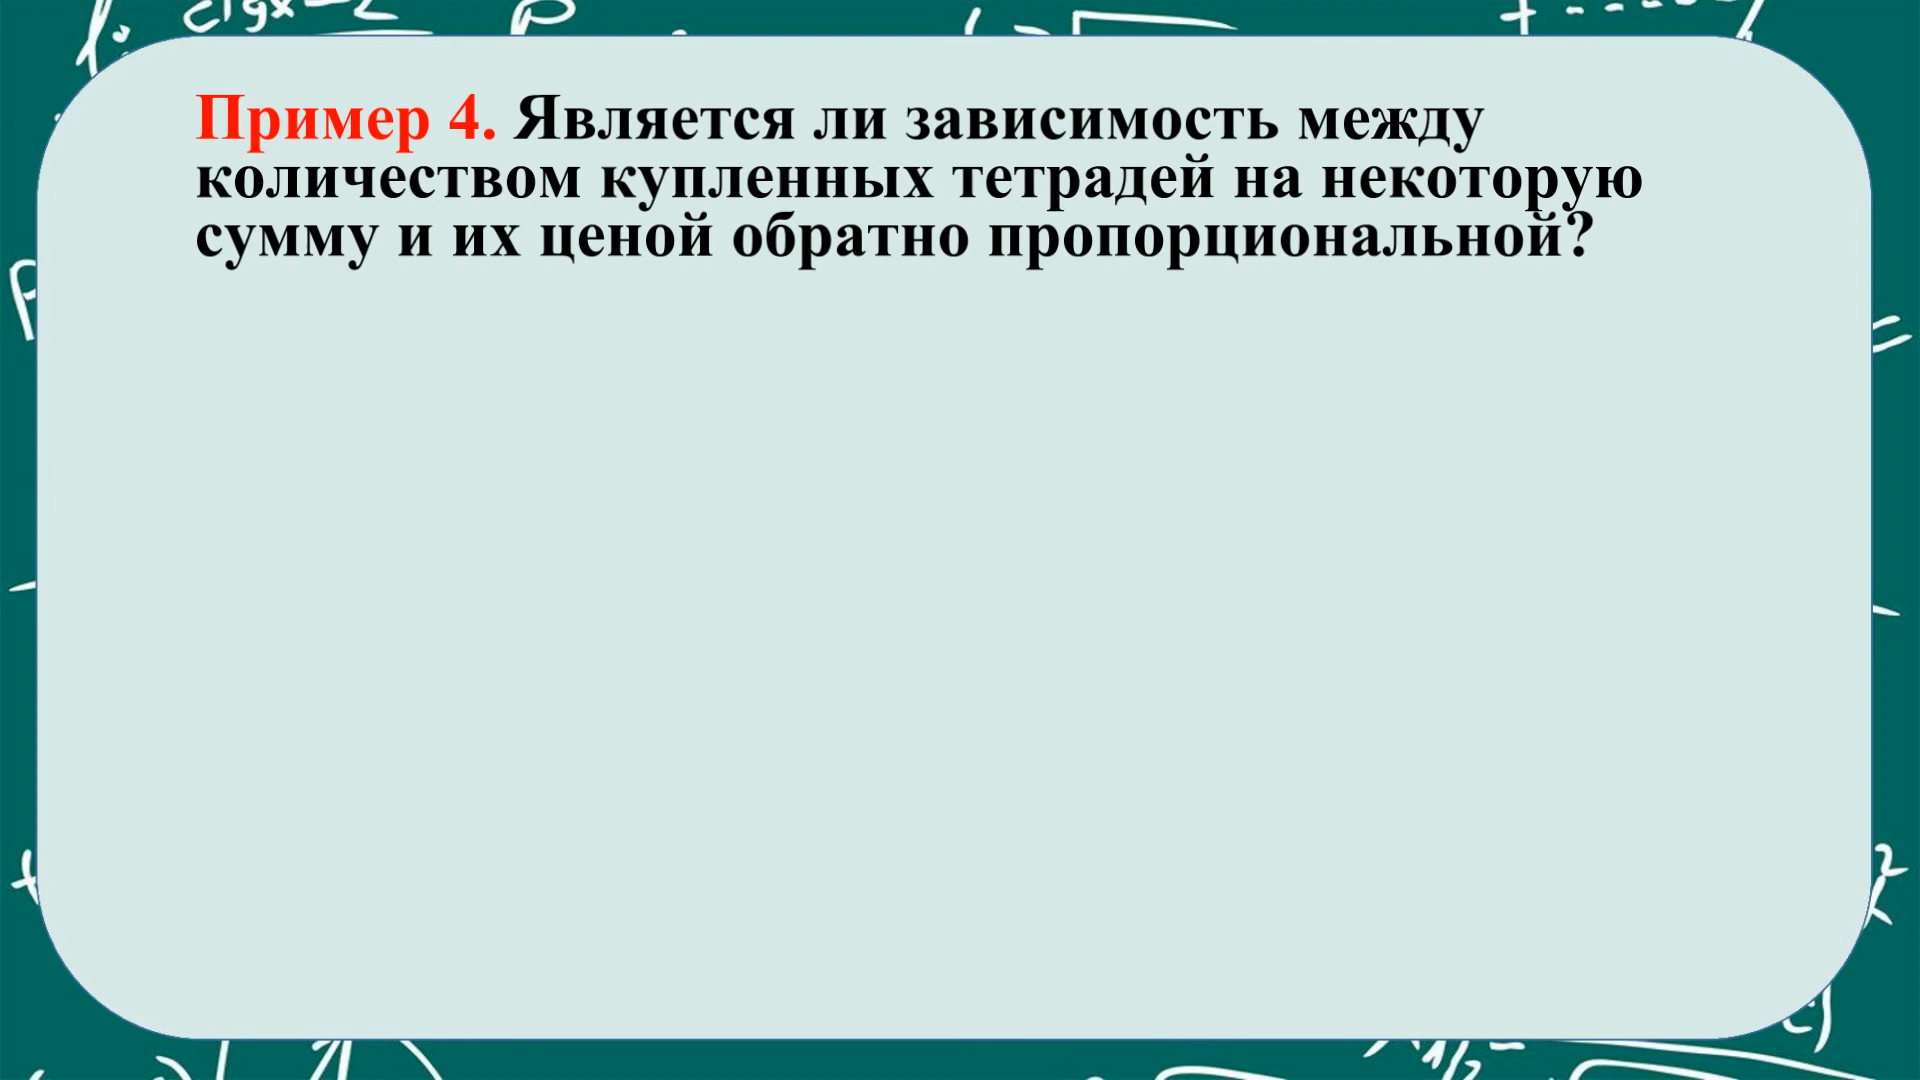 Пример 4. Является ли зависимость между
количеством купленных тетрадей на некоторую
сумму и их ценой обратно пропорциональной?